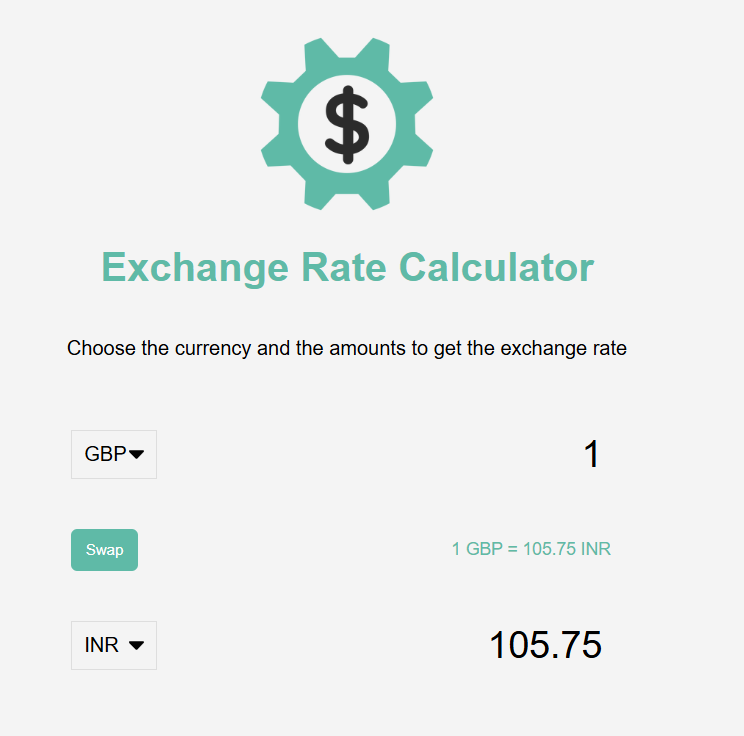 $
Exchange Rate Calculator
Choose the currency and the amounts to get the exchange rate
GBP 1
Swap 1 GBP = 105.75 INR
INR 105.75